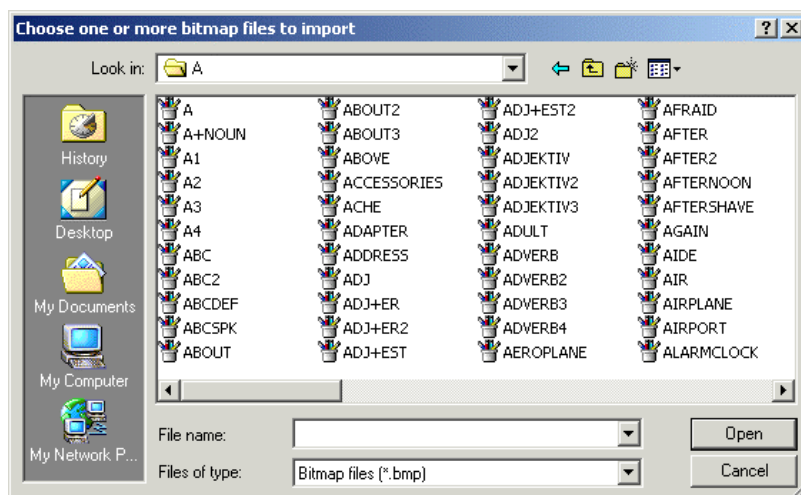 Choose one or more bitmap files to import
Look in: A
History
Desktop
My Documents
My Computer
My Network P...
A ABOUT2 ADJ+EST2 AFRAID
A+NOUN ABOUT3 ADJ2 AFTER
A1 ABOVE ADJEKTIV AFTER2
A2 ACCESSORIES ADJEKTIV2 AFTERNOON
A3 ACHE ADJEKTIV3 AFTERSHAVE
A4 ADAPTER ADULT AGAIN
ABC ADDRESS ADVERB AIDE
ABC2 ADJ ADVERB2 AIR
ABCDEF ADJ+ER ADVERB3 AIRPLANE
ABCSPK ADJ+ER2 ADVERB4 AIRPORT
ABOUT ADJ+EST AEROPLANE ALARMCLOCK
File name: Open
Files of type: Bitmap files (*.bmp) Cancel